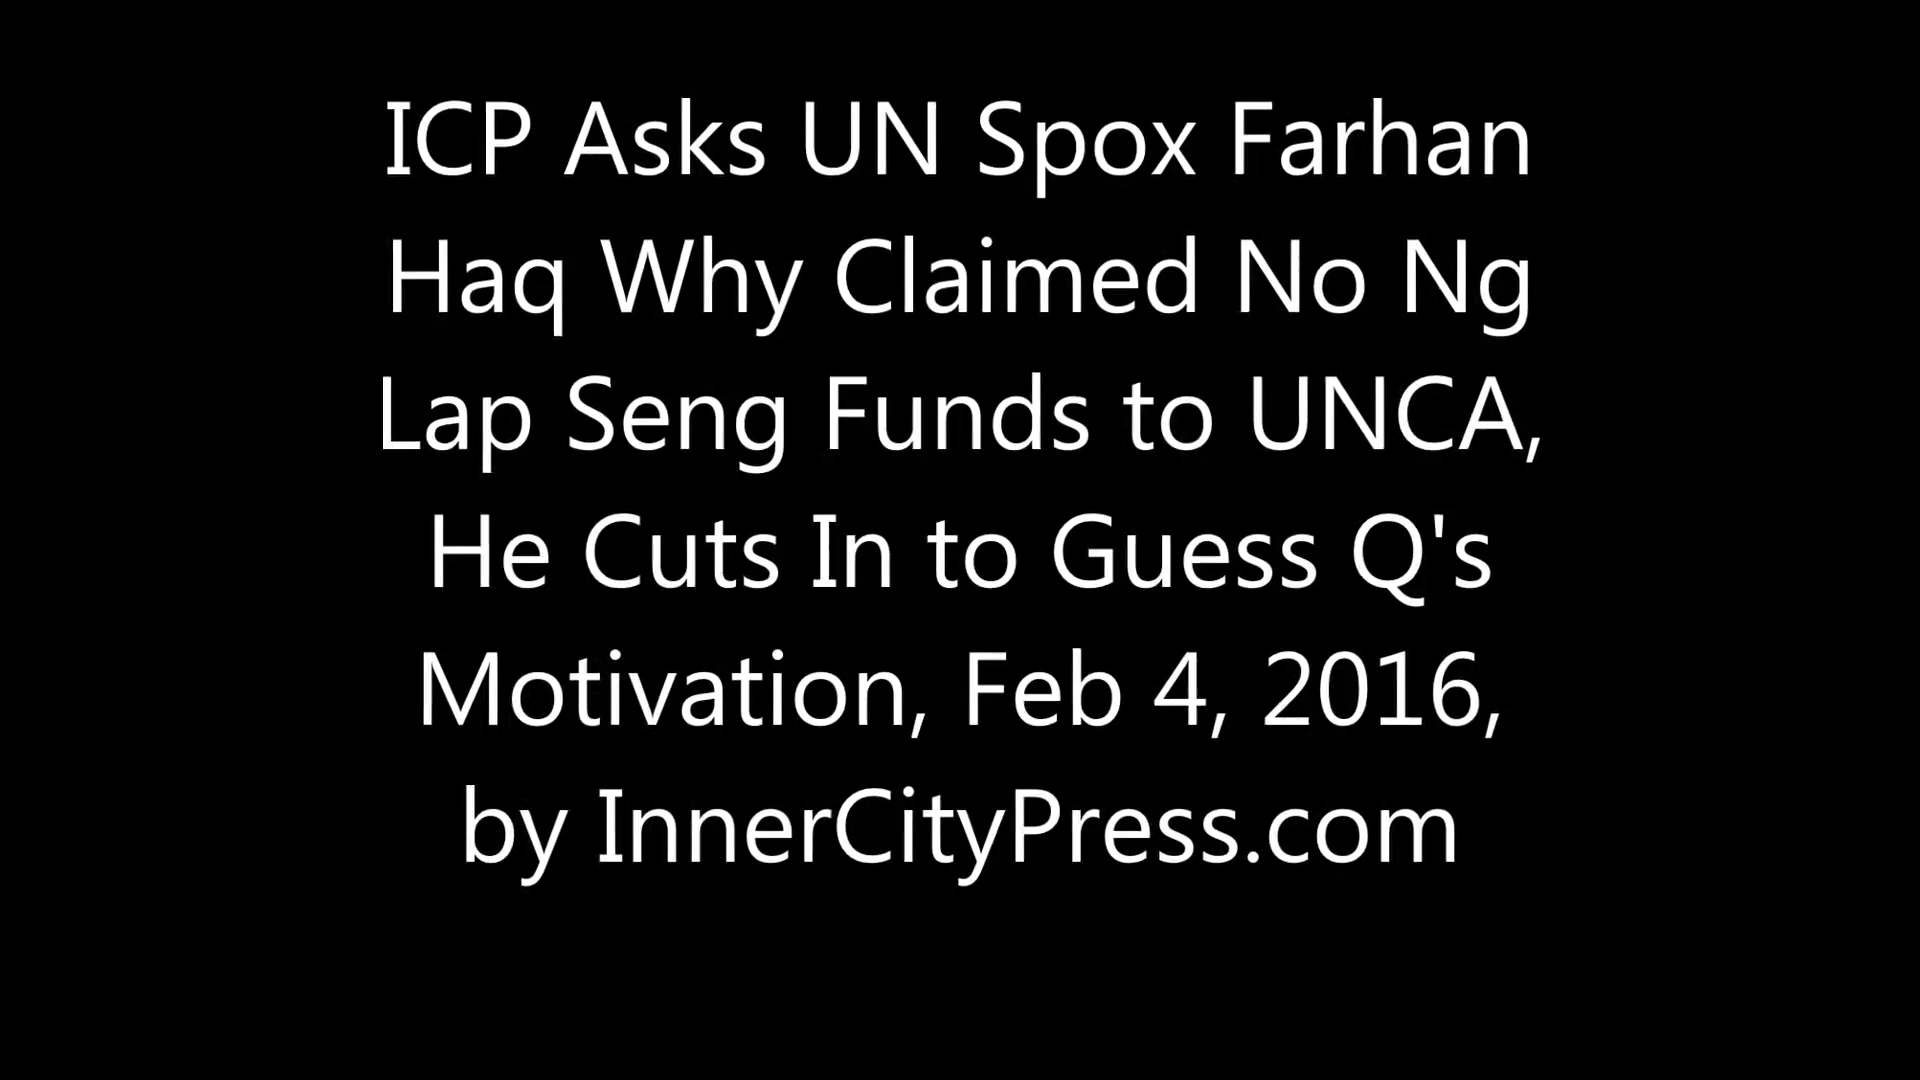 ICP Asks UN Spox Farhan
Haq Why Claimed No Ng
Lap Seng Funds to UNCA,
He Cuts In to Guess Q's
Motivation, Feb 4, 2016,
by InnerCityPress.com